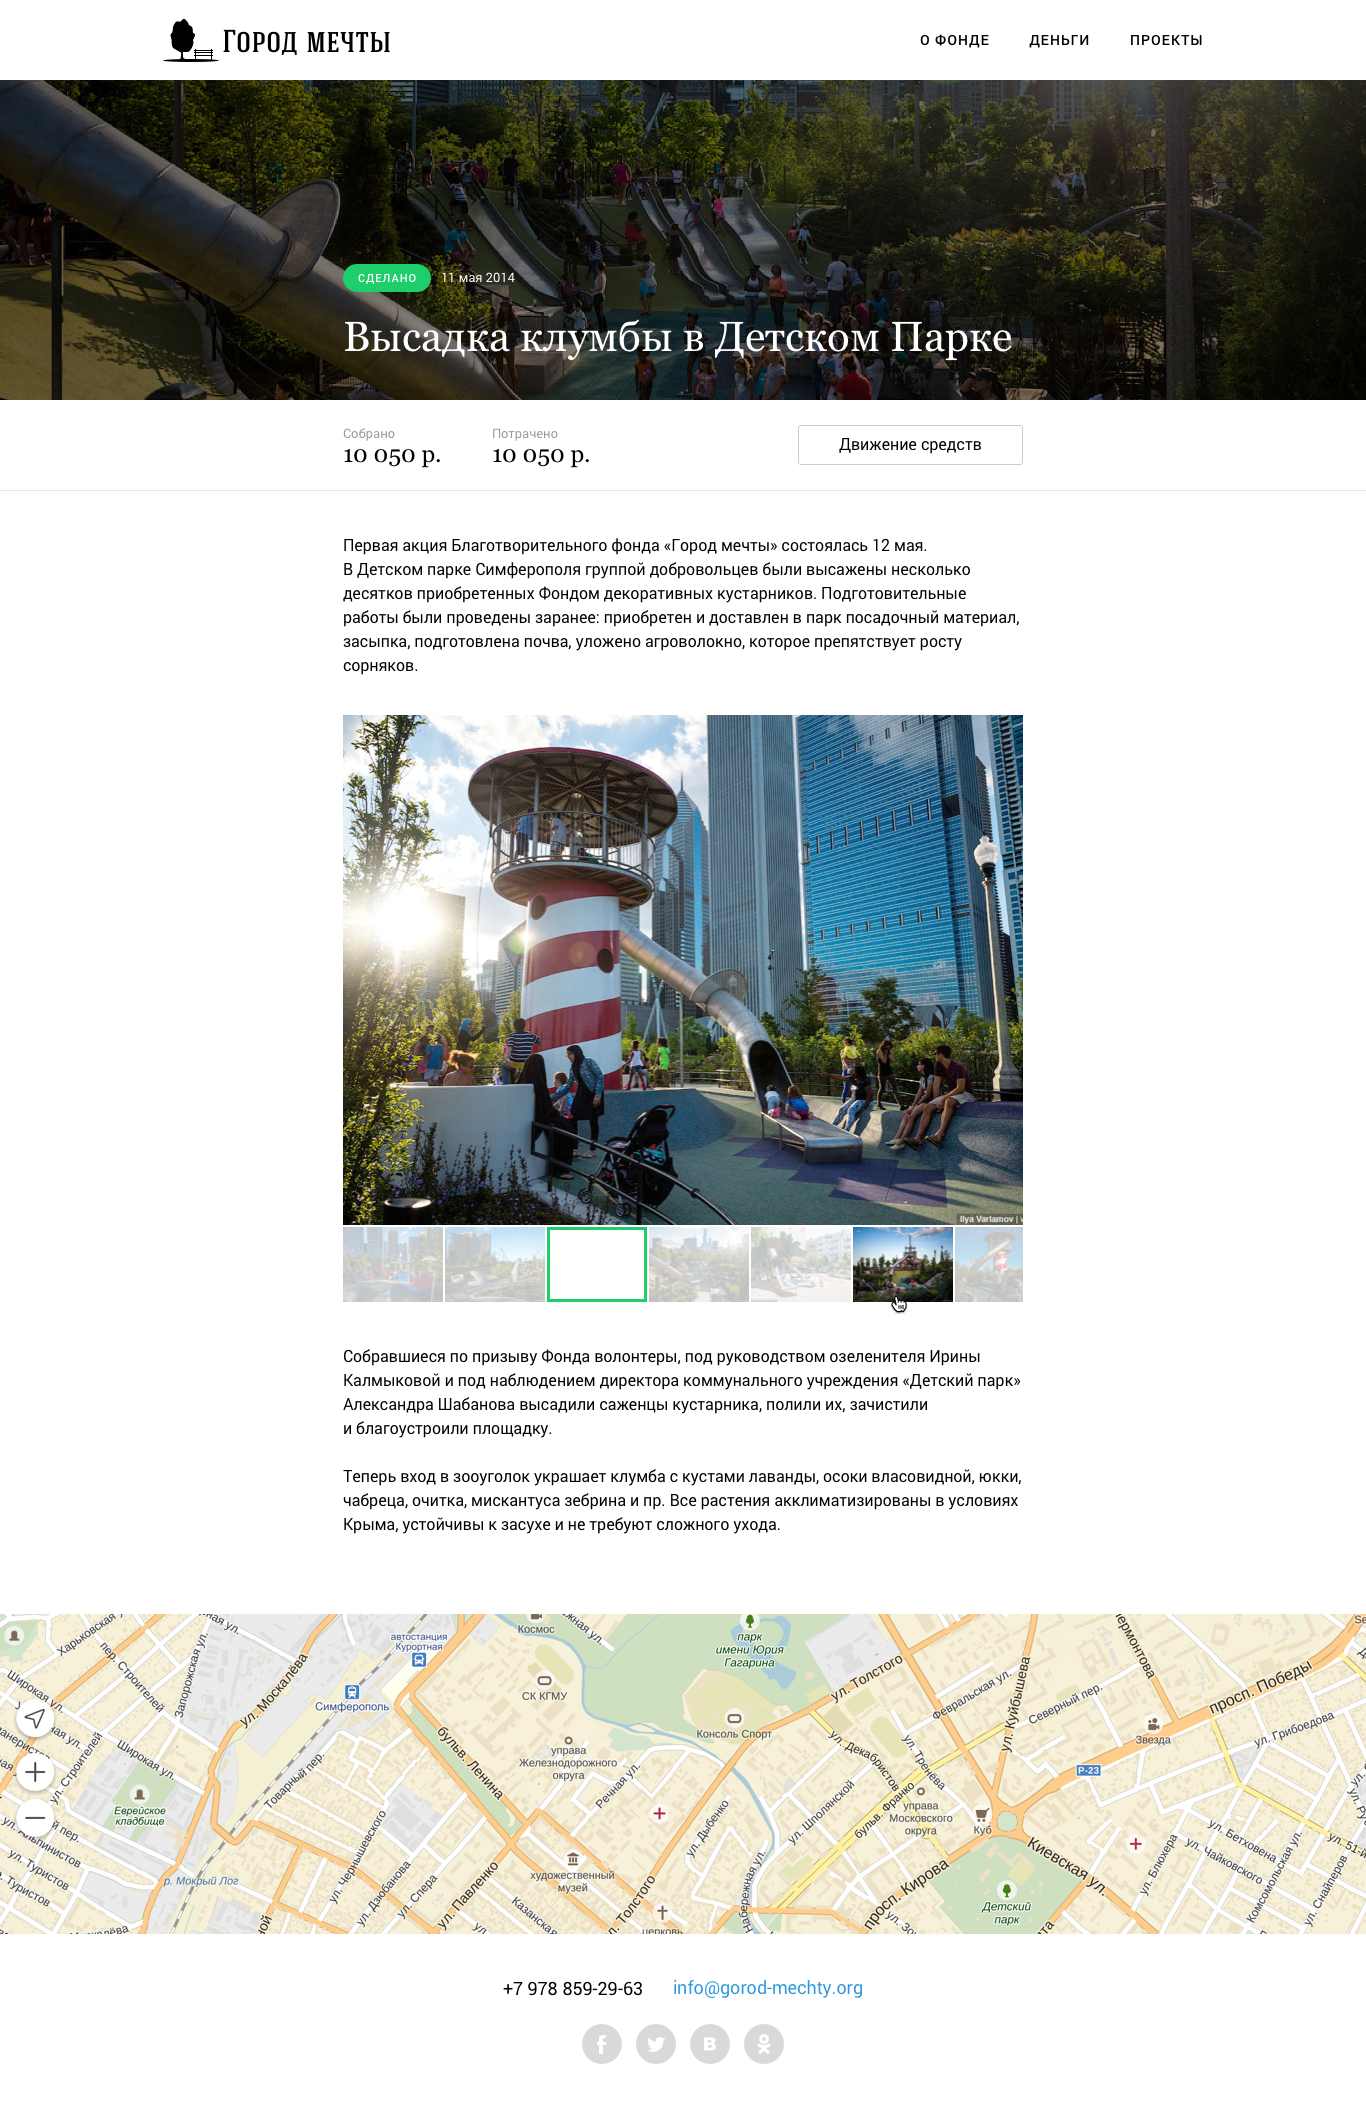 Город мечты
О ФОНДЕ ДЕНЬГИ ПРОЕКТЫ
СДЕЛАНО 11 мая 2014
Высадка клумбы в Детском Парке
Собрано Потрачено
10 050 р. 10 050 р.
Движение средств
Первая акция Благотворительного фонда «Город мечты» состоялась 12 мая.
В Детском парке Симферополя группой добровольцев были высажены несколько
десятков приобретенных Фондом декоративных кустарников. Подготовительные
работы были проведены заранее: приобретен и доставлен в парк посадочный материал,
засыпка, подготовлена почва, уложено агроволокно, которое препятствует росту
сорняков.
Ilya Varlamov |
Собравшиеся по призыву Фонда волонтеры, под руководством озеленителя Ирины
Калмыковой и под наблюдением директора коммунального учреждения «Детский парк»
Александра Шабанова высадили саженцы кустарника, полили их, зачистили
и благоустроили площадку.
Теперь вход в зооуголок украшает клумба с кустами лаванды, осоки власовидной, юкки,
чабреца, очитка, мискантуса зебрина и пр. Все растения акклиматизированы в условиях
Крыма, устойчивы к засухе и не требуют сложного ухода.
Харьковская
пер. Строителей
Запорожская ул.
ул. Москалёва
автостанция
Курортная
Космос
парк
имени Юрия
Гагарина
ул. Толстого
Февральская ул.
ул. Куйбышева
Северный пер.
просп. Победы
Широкая ул.
Симферополь
СК КГМУ
Консоль Спорт
Звезда
ул. Грибоедова
ул. Строителей
Широкая ул.
Товарный пер.
бульв. Ленина
управа
Железнодорожного
округа
Речная ул.
ул. Декабристов
ул. Тренёва
Р-23
Еврейское
кладбище
ул. Дыбенко
ул. Шполянской
бульв. Франко
управа
Московского
округа
Куб
ул. Альпинистов
ул. Туристов
р. Мокрый Лог
ул. Чернышевского
ул. Дзюбанова
ул. Спера
ул. Павленко
художественный
музей
Казанская
Толстого
церковь
Набережная ул.
просп. Кирова
Киевская ул.
Детский
парк
ул. Блюхера
ул. Бетховена
ул. Чайковского
Комсомольская ул.
ул. Снайперов
+7 978 859-29-63 info@gorod-mechty.org